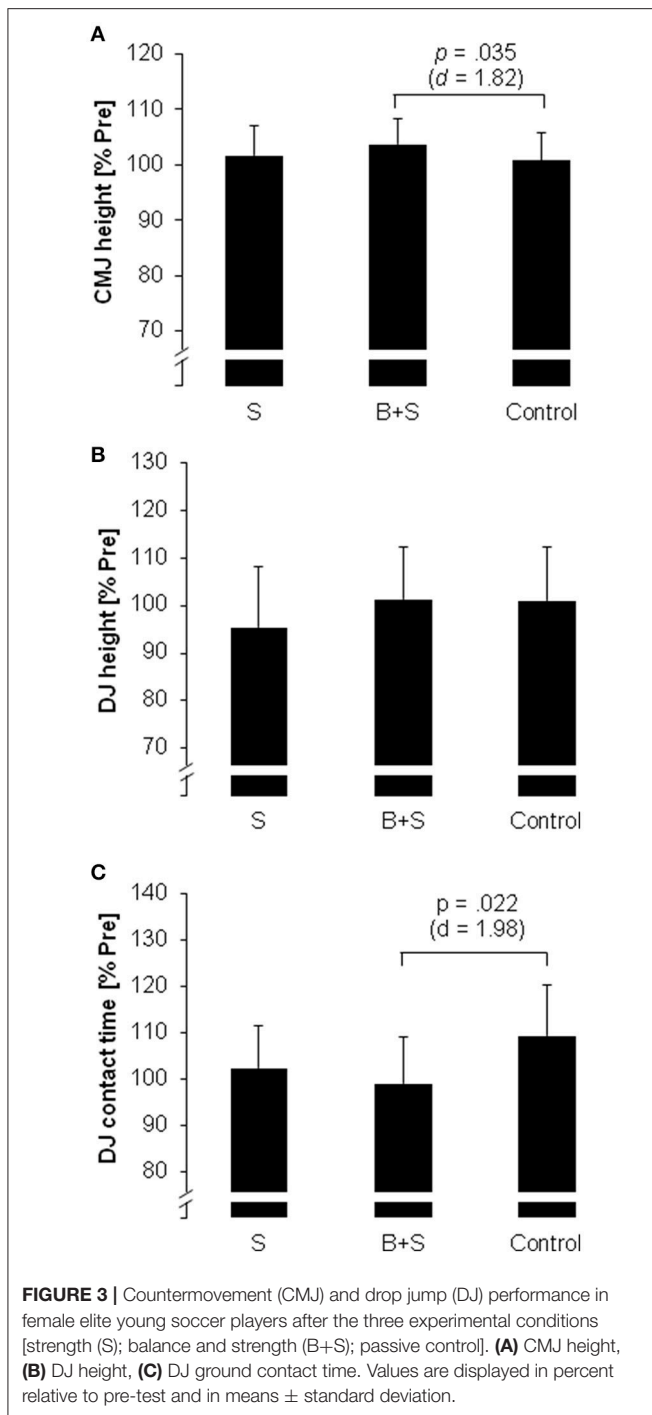 A
120
110
100
90
80
70
CMJ height [% Pre]
p = .035
(d = 1.82)
S B+S Control
B
130
120
110
100
90
80
70
DJ height [% Pre]
S B+S Control
C
140
130
120
110
100
90
80
DJ contact time [% Pre]
p = .022
(d = 1.98)
S B+S Control
FIGURE 3 | Countermovement (CMJ) and drop jump (DJ) performance in
female elite young soccer players after the three experimental conditions
[strength (S); balance and strength (B+S); passive control]. (A) CMJ height,
(B) DJ height, (C) DJ ground contact time. Values are displayed in percent
relative to pre-test and in means ± standard deviation.